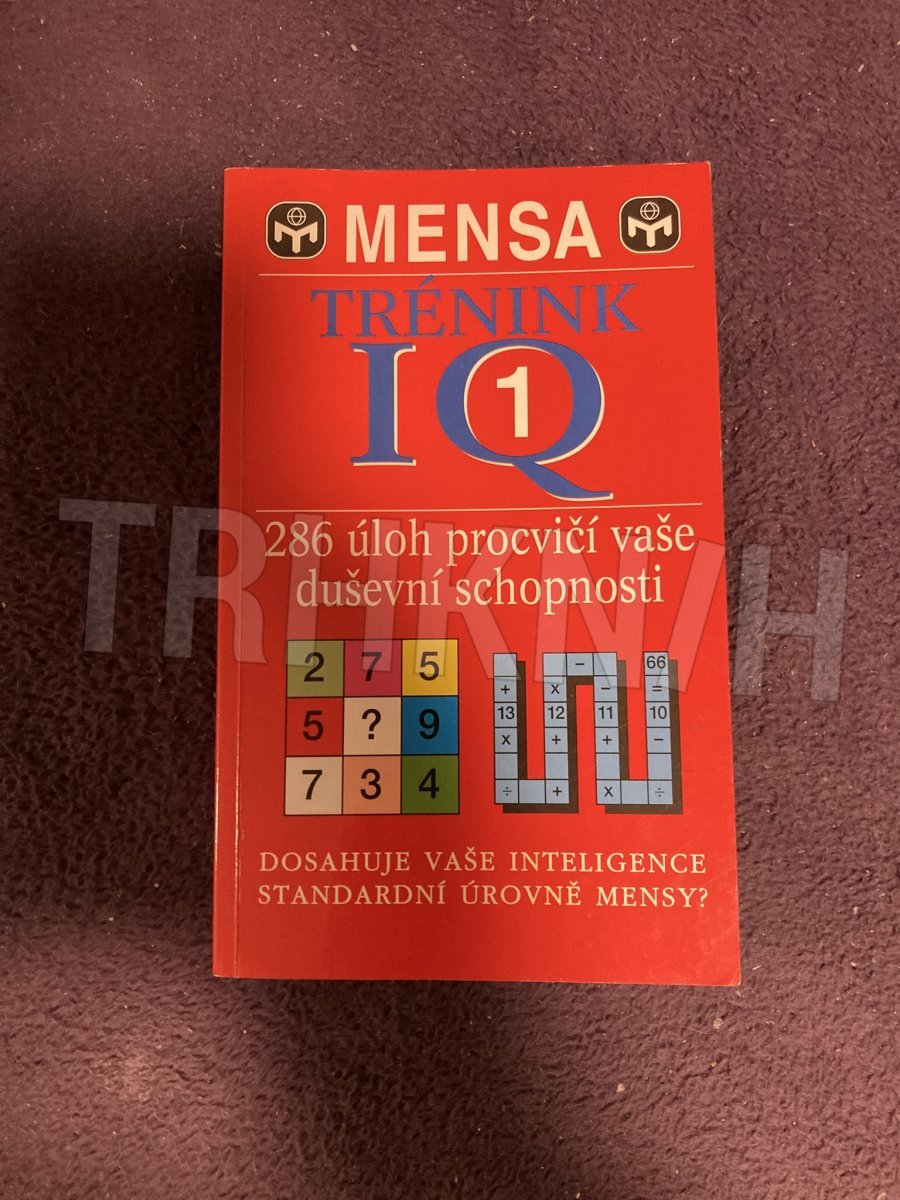 MENSA
TRÉNINK
IQ
1
286 úloh procvičí vaše
duševní schopnosti
TRHKNIH
2 7 5
5 ? 9
7 3 4
− 66
+ x − =
13 12 11 10
x + + −
÷ + x ÷
DOSAHUJE VAŠE INTELIGENCE
STANDARDNÍ ÚROVNĚ MENSY?